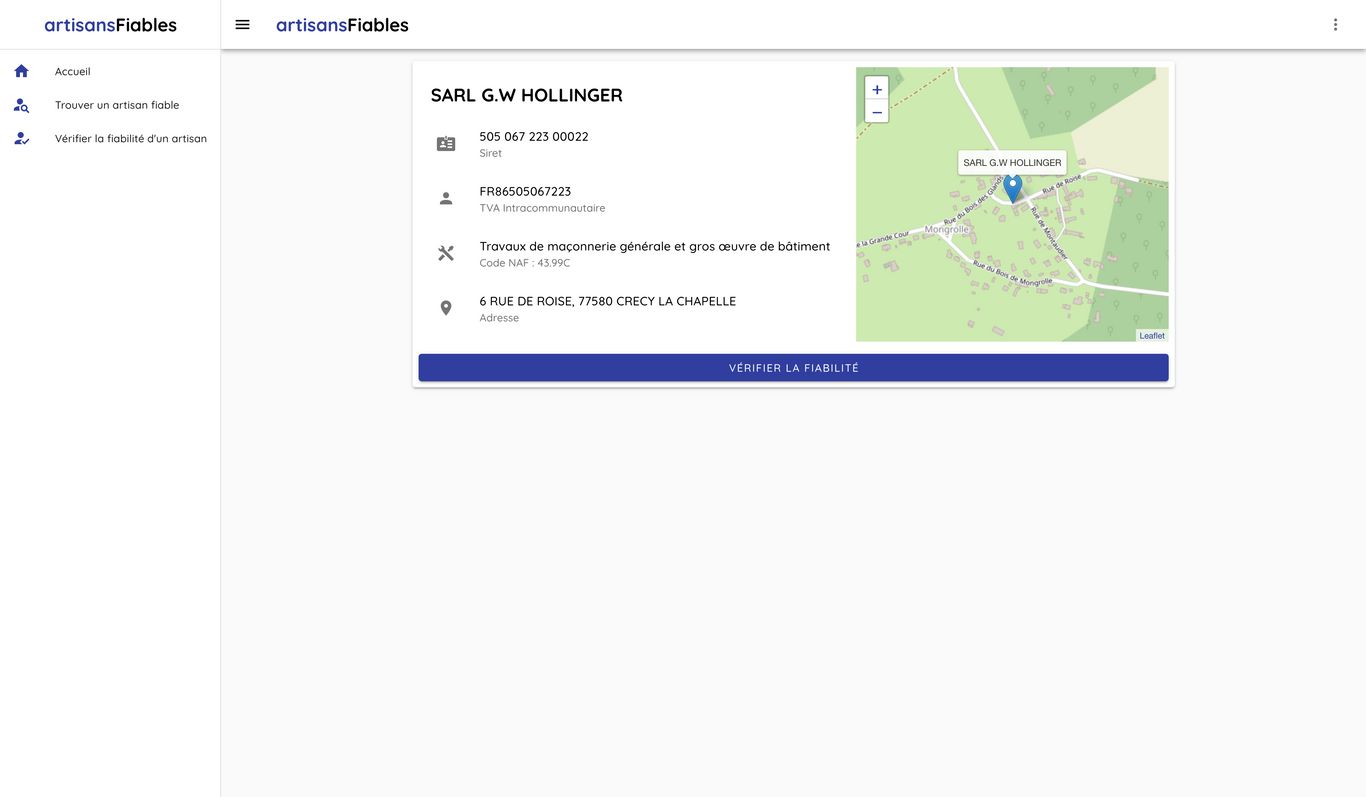 artisansFiables
artisansFiables
Accueil
Trouver un artisan fiable
Vérifier la fiabilité d'un artisan
SARL G.W HOLLINGER
505 067 223 00022
Siret
FR86505067223
TVA Intracommunautaire
Travaux de maçonnerie générale et gros œuvre de bâtiment
Code NAF : 43.99C
6 RUE DE ROISE, 77580 CRECY LA CHAPELLE
Adresse
+
−
SARL G.W HOLLINGER
Rue du Bois des Glands
Rue de Roise
Rue de Montaudier
Mongrolle
e la Grande Cour
Rue du Bois de Mongrolle
Leaflet
VÉRIFIER LA FIABILITÉ